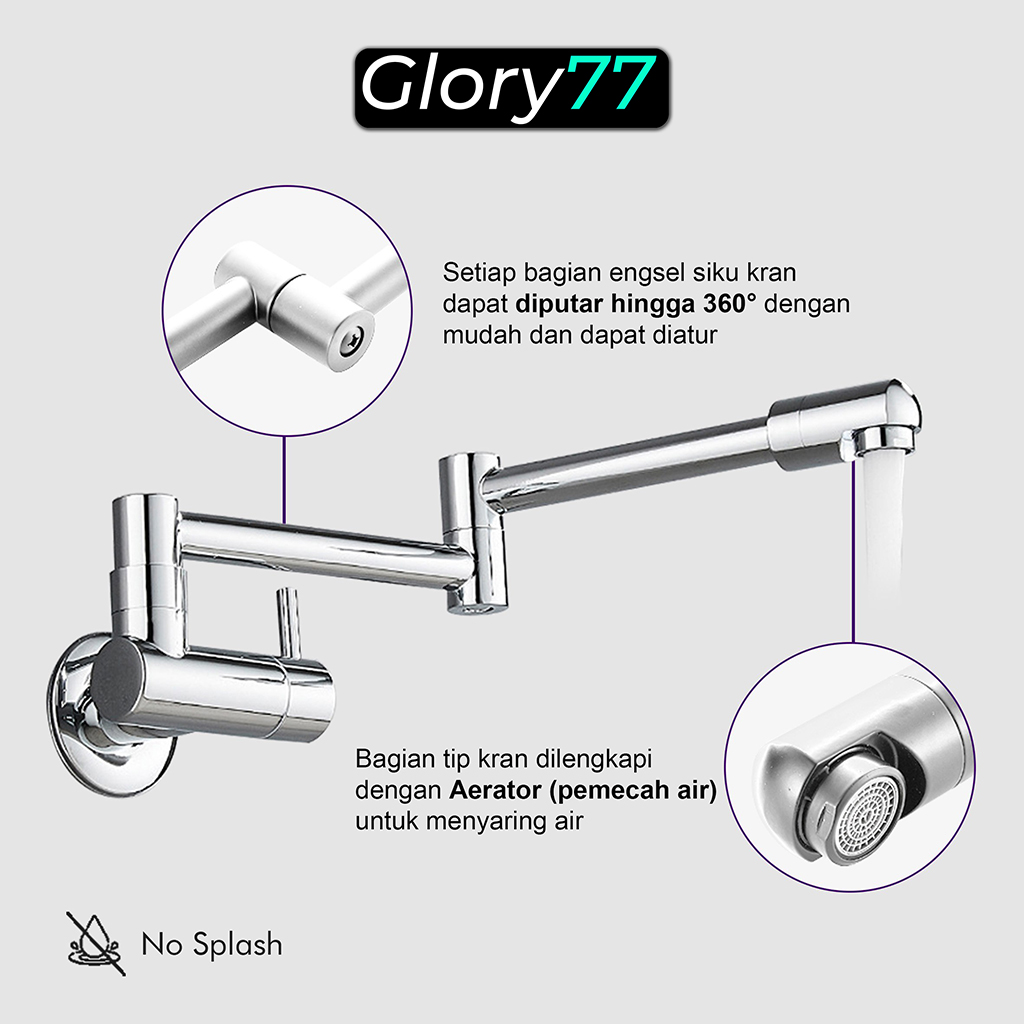 Glory77
Setiap bagian engsel siku kran
dapat diputar hingga 360° dengan
mudah dan dapat diatur
Bagian tip kran dilengkapi
dengan Aerator (pemecah air)
untuk menyaring air
No Splash